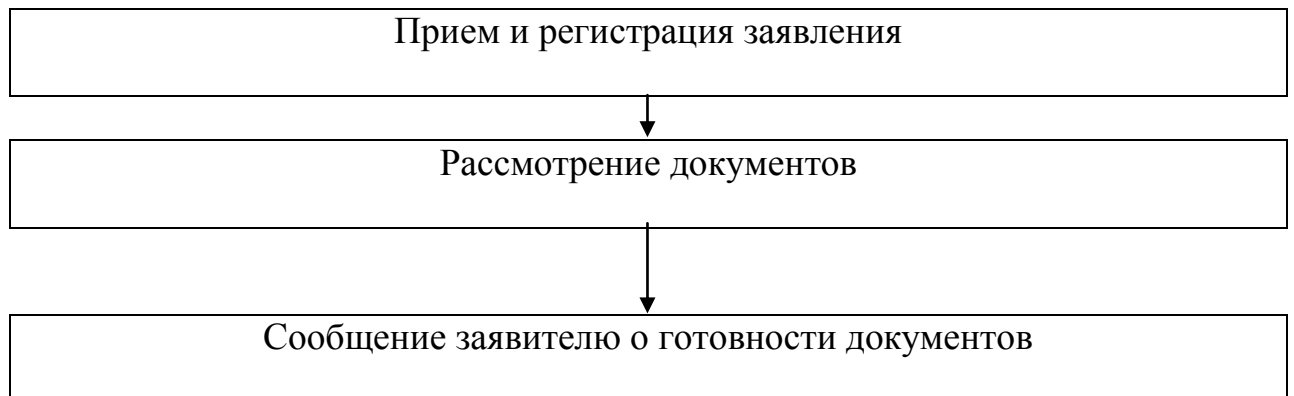 Прием и регистрация заявления
Рассмотрение документов
Сообщение заявителю о готовности документов